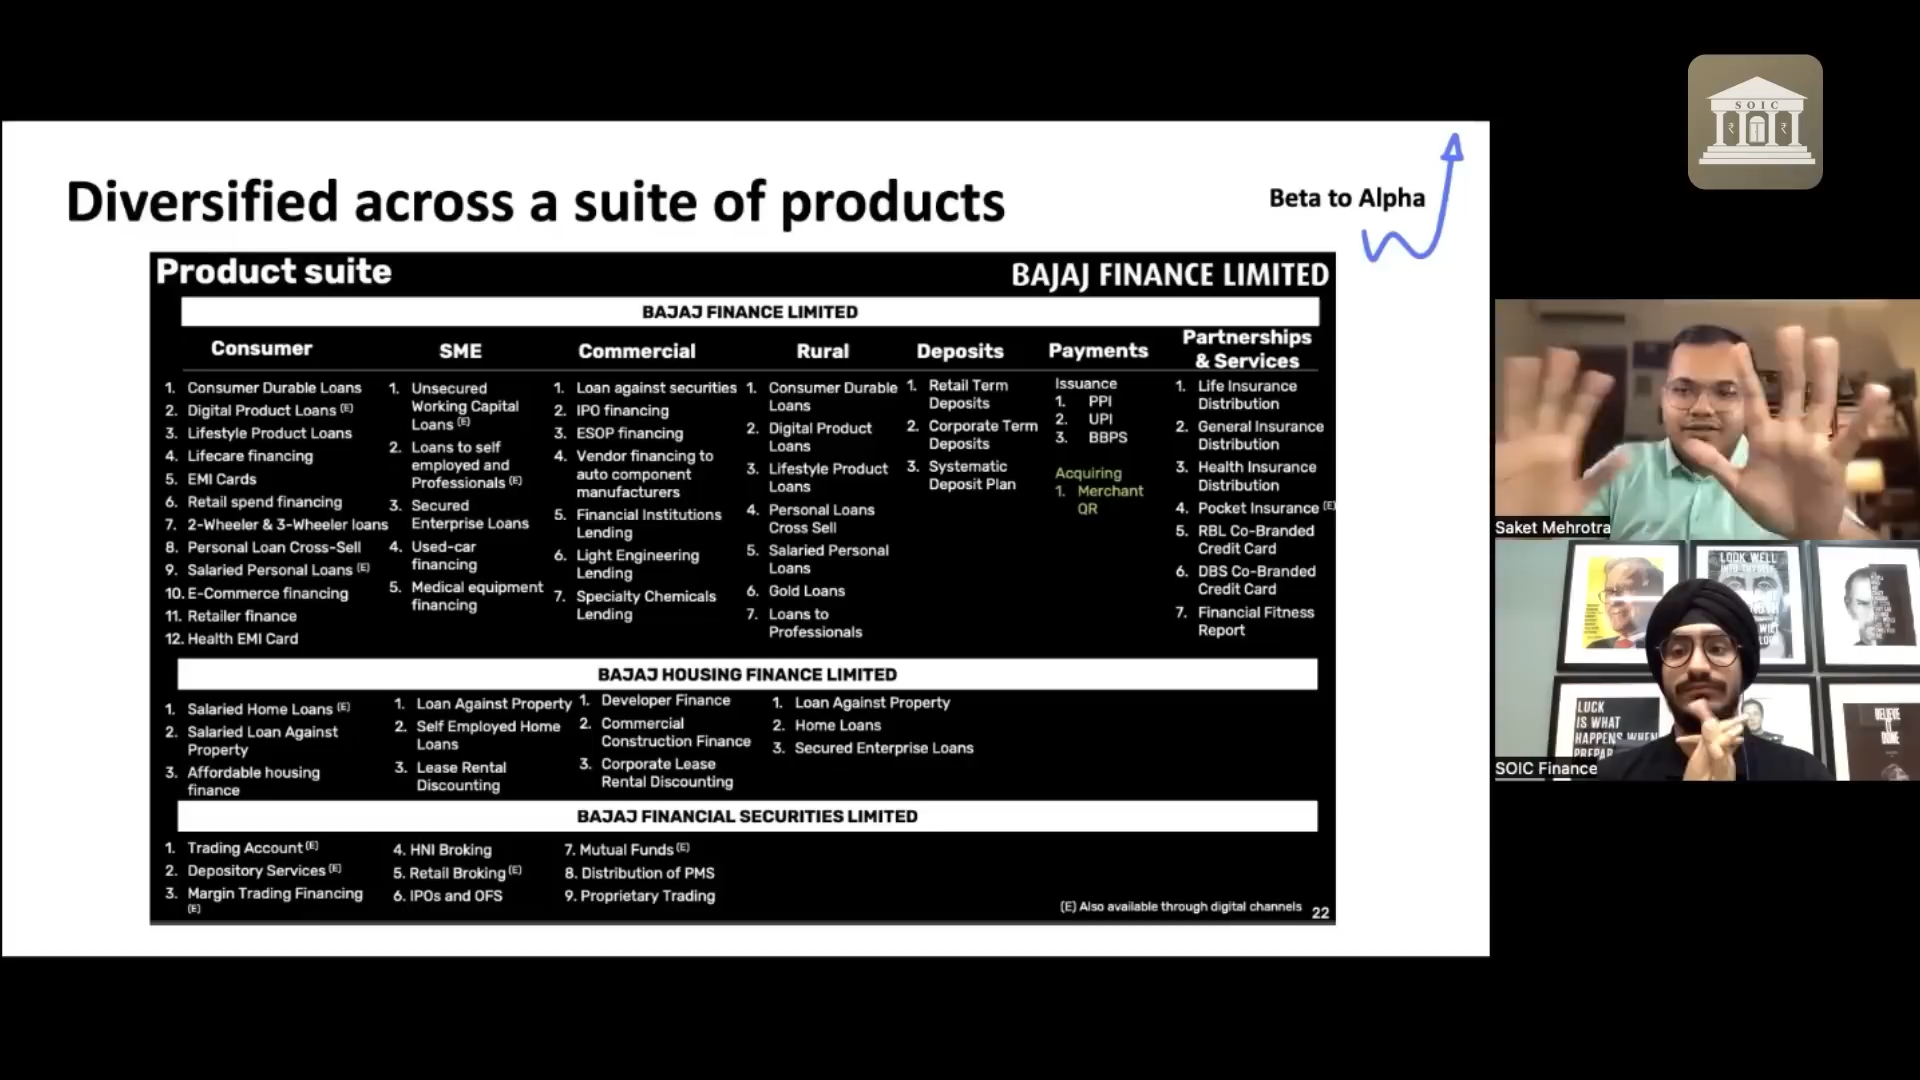 SOIC
Diversified across a suite of products
Beta to Alpha
Product suite
BAJAJ FINANCE LIMITED
BAJAJ FINANCE LIMITED
Consumer
1. Consumer Durable Loans
2. Digital Product Loans (E)
3. Lifestyle Product Loans
4. Lifecare financing
5. EMI Cards
6. Retail spend financing
7. 2-Wheeler & 3-Wheeler loans
8. Personal Loan Cross-Sell
9. Salaried Personal Loans (E)
10. E-Commerce financing
11. Retailer finance
12. Health EMI Card
SME
1. Unsecured
Working Capital
Loans (E)
2. Loans to self
employed and
Professionals (E)
3. Secured
Enterprise Loans
4. Used-car
financing
5. Medical equipment
financing
Commercial
1. Loan against securities
2. IPO financing
3. ESOP financing
4. Vendor financing to
auto component
manufacturers
5. Financial Institutions
Lending
6. Light Engineering
Lending
7. Specialty Chemicals
Lending
Rural
1. Consumer Durable
Loans
2. Digital Product
Loans
3. Lifestyle Product
Loans
4. Personal Loans
Cross Sell
5. Salaried Personal
Loans
6. Gold Loans
7. Loans to
Professionals
Deposits
1. Retail Term
Deposits
2. Corporate Term
Deposits
3. Systematic
Deposit Plan
Payments
Issuance
1. PPI
2. UPI
3. BBPS
Acquiring
1. Merchant
QR
Partnerships
& Services
1. Life Insurance
Distribution
2. General Insurance
Distribution
3. Health Insurance
Distribution
4. Pocket Insurance (E)
5. RBL Co-Branded
Credit Card
6. DBS Co-Branded
Credit Card
7. Financial Fitness
Report
BAJAJ HOUSING FINANCE LIMITED
1. Salaried Home Loans (E)
2. Salaried Loan Against
Property
3. Affordable housing
finance
1. Loan Against Property
2. Self Employed Home
Loans
3. Lease Rental
Discounting
1. Developer Finance
2. Commercial
Construction Finance
3. Corporate Lease
Rental Discounting
1. Loan Against Property
2. Home Loans
3. Secured Enterprise Loans
BAJAJ FINANCIAL SECURITIES LIMITED
1. Trading Account (E)
2. Depository Services (E)
3. Margin Trading Financing
(E)
4. HNI Broking
5. Retail Broking (E)
6. IPOs and OFS
7. Mutual Funds (E)
8. Distribution of PMS
9. Proprietary Trading
(E) Also available through digital channels
22
Saket Mehrotra
LOOK WELL
LUCK
IS WHAT
HAPPENS WHEN
BELIEVE
SOIC Finance